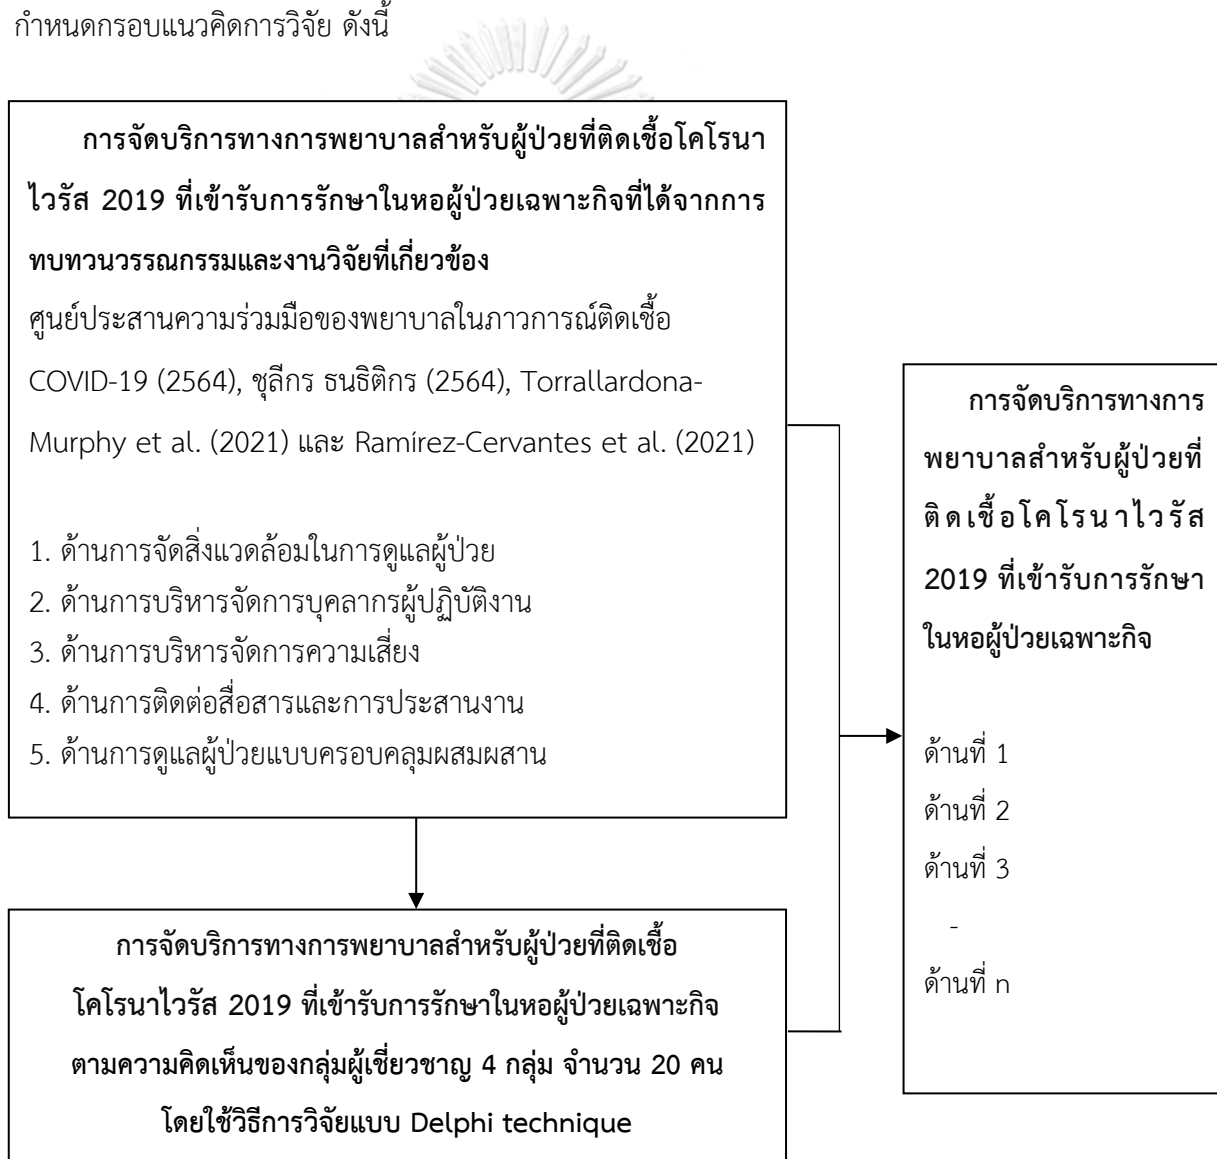 กำหนดกรอบแนวคิดการวิจัย ดังนี้
การจัดบริการทางการพยาบาลสำหรับผู้ป่วยที่ติดเชื้อโคโรนา
ไวรัส 2019 ที่เข้ารับการรักษาในหอผู้ป่วยเฉพาะกิจที่ได้จากการ
ทบทวนวรรณกรรมและงานวิจัยที่เกี่ยวข้อง
ศูนย์ประสานความร่วมมือของพยาบาลในภาวการณ์ติดเชื้อ
COVID-19 (2564), ชุลีกร ธนธิติกร (2564), Torrallardona-
Murphy et al. (2021) และ Ramírez-Cervantes et al. (2021)
1. ด้านการจัดสิ่งแวดล้อมในการดูแลผู้ป่วย
2. ด้านการบริหารจัดการบุคลากรผู้ปฏิบัติงาน
3. ด้านการบริหารจัดการความเสี่ยง
4. ด้านการติดต่อสื่อสารและการประสานงาน
5. ด้านการดูแลผู้ป่วยแบบครอบคลุมผสมผสาน
การจัดบริการทางการพยาบาลสำหรับผู้ป่วยที่ติดเชื้อ
โคโรนาไวรัส 2019 ที่เข้ารับการรักษาในหอผู้ป่วยเฉพาะกิจ
ตามความคิดเห็นของกลุ่มผู้เชี่ยวชาญ 4 กลุ่ม จำนวน 20 คน
โดยใช้วิธีการวิจัยแบบ Delphi technique
การจัดบริการทางการ
พยาบาลสำหรับผู้ป่วยที่
ติดเชื้อโคโรนาไวรัส
2019 ที่เข้ารับการรักษา
ในหอผู้ป่วยเฉพาะกิจ
ด้านที่ 1
ด้านที่ 2
ด้านที่ 3
-
ด้านที่ n